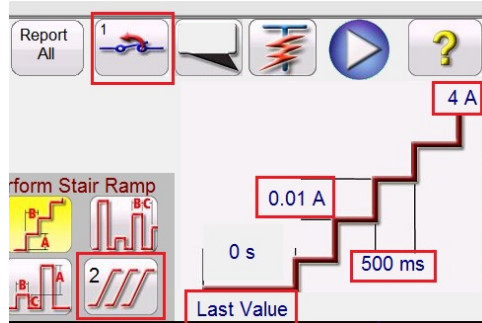 Report
All
1
?
4 A
rform Stair Ramp
B
A
B C
0.01 A
0 s
500 ms
B
C
A
2
Last Value